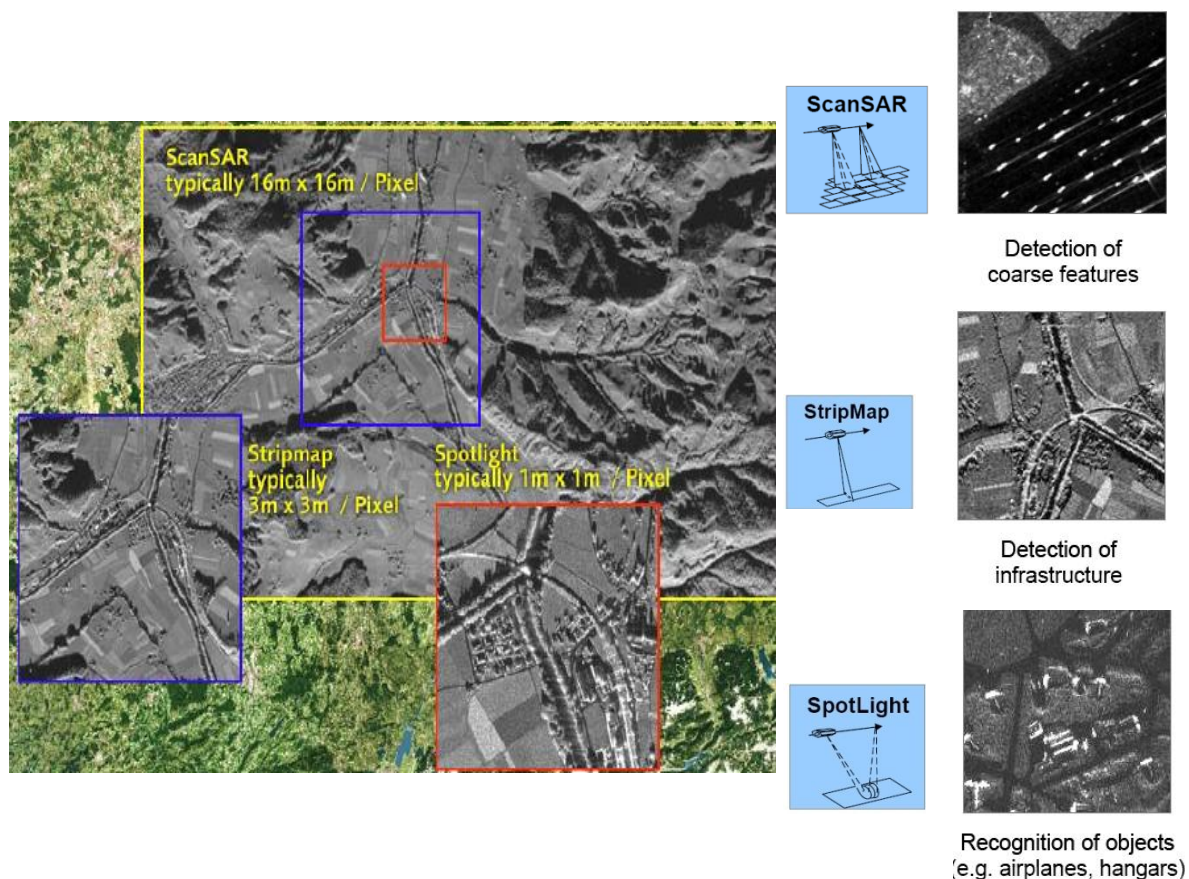 ScanSAR
typically 16m x 16m / Pixel
Stripmap
typically
3m x 3m / Pixel
Spotlight
typically 1m x 1m / Pixel
ScanSAR
Detection of
coarse features
StripMap
Detection of
infrastructure
SpotLight
Recognition of objects
(e.g. airplanes, hangars)